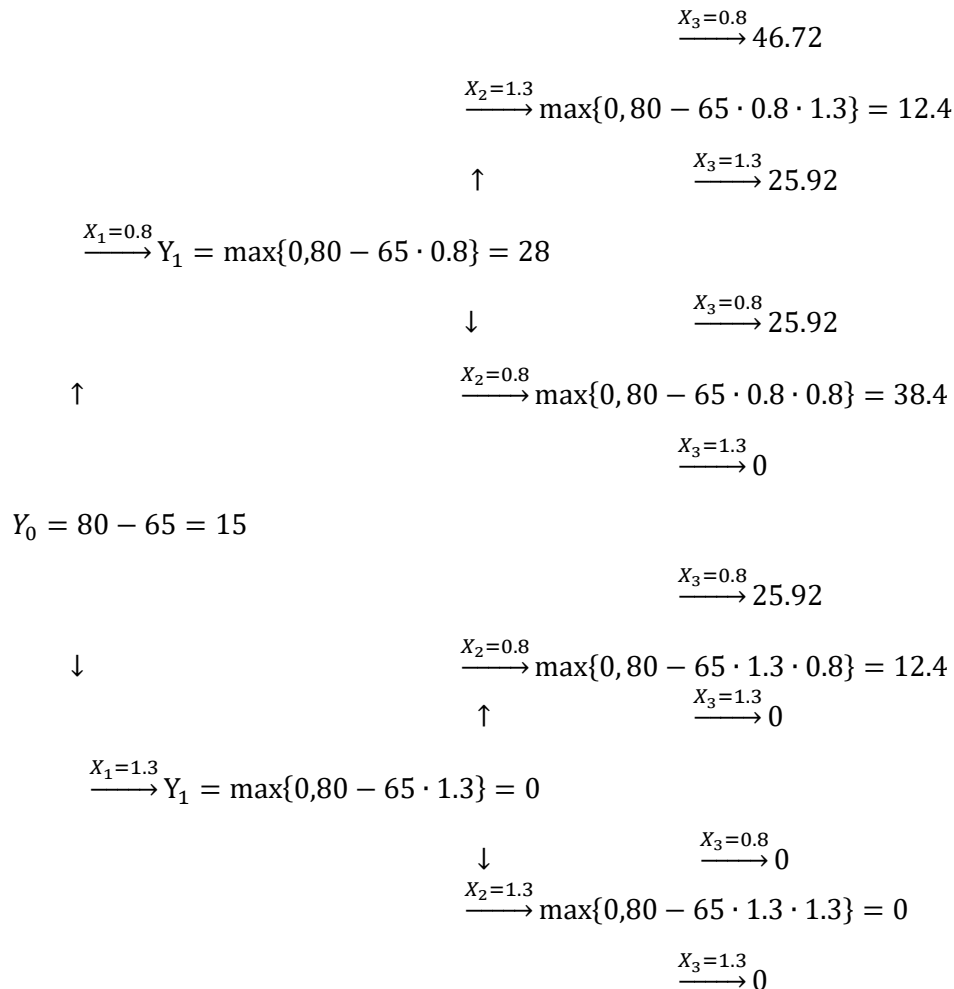 X₃=0.8 → 46.72
X₂=1.3 → max{0, 80 − 65 · 0.8 · 1.3} = 12.4
↑ X₃=1.3 → 25.92
X₁=0.8 → Y₁ = max{0,80 − 65 · 0.8} = 28
↓ X₃=0.8 → 25.92
↑ X₂=0.8 → max{0, 80 − 65 · 0.8 · 0.8} = 38.4
X₃=1.3 → 0
Y₀ = 80 − 65 = 15
X₃=0.8 → 25.92
↓ X₂=0.8 → max{0, 80 − 65 · 1.3 · 0.8} = 12.4
↑ X₃=1.3 → 0
X₁=1.3 → Y₁ = max{0,80 − 65 · 1.3} = 0
↓ X₃=0.8 → 0
X₂=1.3 → max{0,80 − 65 · 1.3 · 1.3} = 0
X₃=1.3 → 0